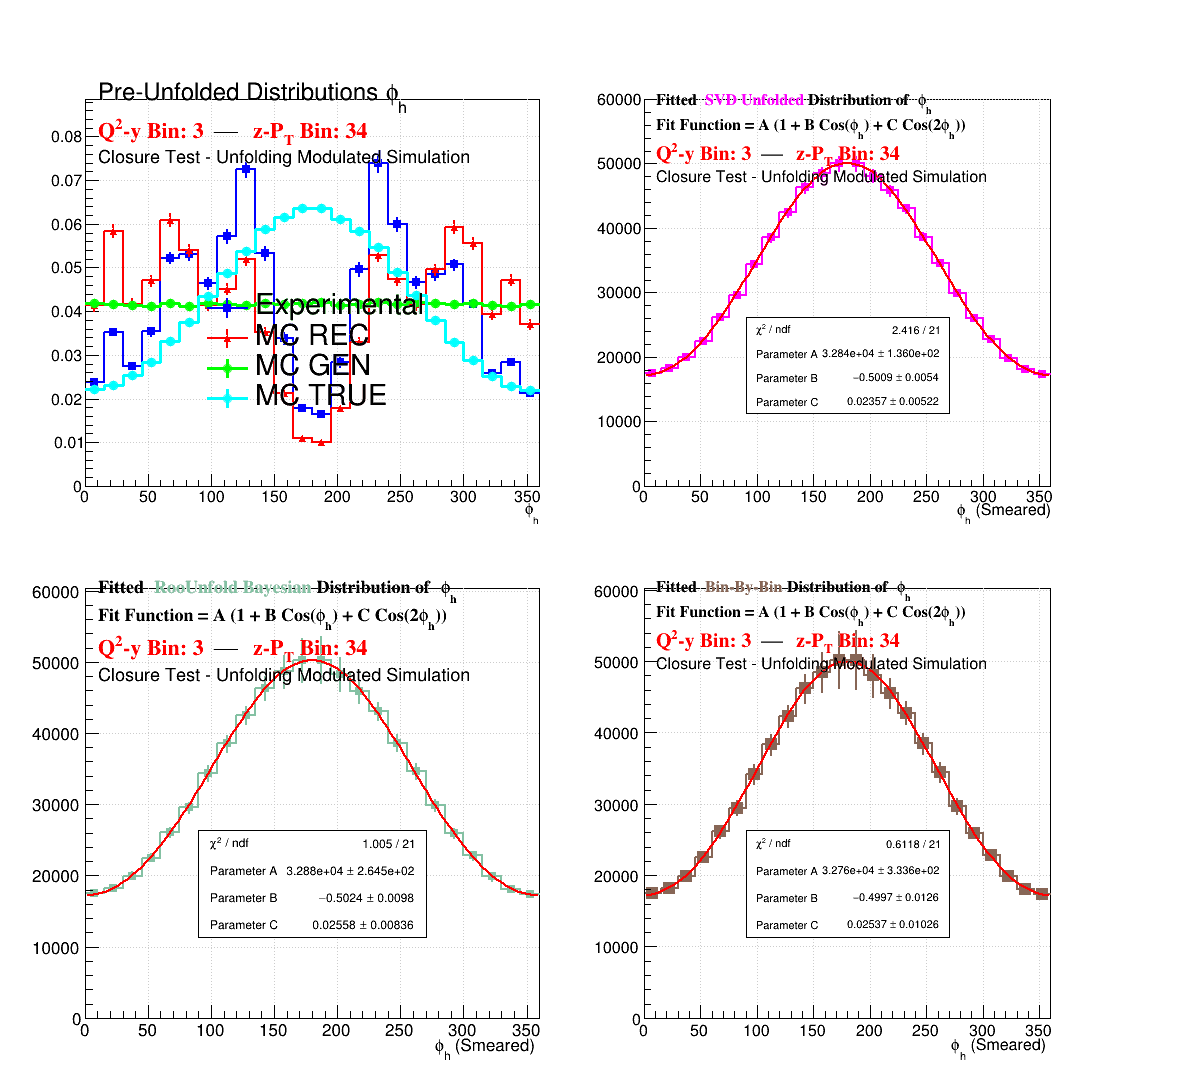 Pre-Unfolded Distributions ϕh
Q²-y Bin: 3 — z-PT Bin: 34
Closure Test - Unfolding Modulated Simulation
0.08
0.07
0.06
0.05
0.04
0.03
0.02
0.01
0
Experimental
MC REC
MC GEN
MC TRUE
0 50 100 150 200 250 300 350
ϕh
Fitted SVD Unfolded Distribution of ϕh
Fit Function = A (1 + B Cos(ϕh) + C Cos(2ϕh))
Q²-y Bin: 3 — z-PT Bin: 34
Closure Test - Unfolding Modulated Simulation
60000
50000
40000
30000
20000
10000
0
χ² / ndf 2.416 / 21
Parameter A 3.284e+04 ± 1.360e+02
Parameter B −0.5009 ± 0.0054
Parameter C 0.02357 ± 0.00522
0 50 100 150 200 250 300 350
ϕh (Smeared)
Fitted RooUnfold Bayesian Distribution of ϕh
Fit Function = A (1 + B Cos(ϕh) + C Cos(2ϕh))
Q²-y Bin: 3 — z-PT Bin: 34
Closure Test - Unfolding Modulated Simulation
60000
50000
40000
30000
20000
10000
0
χ² / ndf 1.005 / 21
Parameter A 3.288e+04 ± 2.645e+02
Parameter B −0.5024 ± 0.0098
Parameter C 0.02558 ± 0.00836
0 50 100 150 200 250 300 350
ϕh (Smeared)
Fitted Bin-By-Bin Distribution of ϕh
Fit Function = A (1 + B Cos(ϕh) + C Cos(2ϕh))
Q²-y Bin: 3 — z-PT Bin: 34
Closure Test - Unfolding Modulated Simulation
60000
50000
40000
30000
20000
10000
0
χ² / ndf 0.6118 / 21
Parameter A 3.276e+04 ± 3.336e+02
Parameter B −0.4997 ± 0.0126
Parameter C 0.02537 ± 0.01026
0 50 100 150 200 250 300 350
ϕh (Smeared)